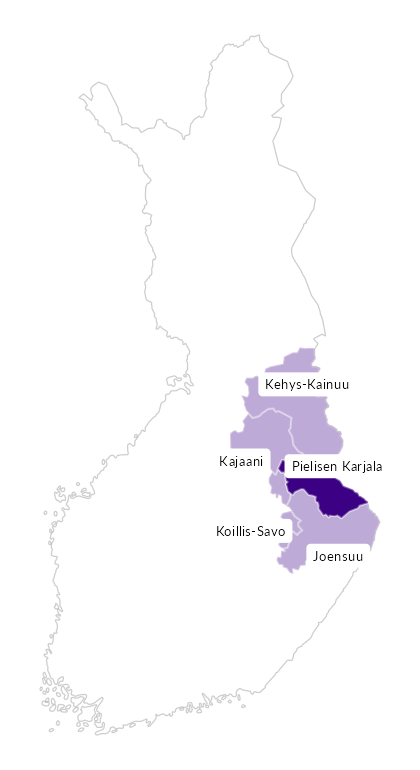 Kehys-Kainuu
Kajaani
Pielisen Karjala
Koillis-Savo
Joensuu